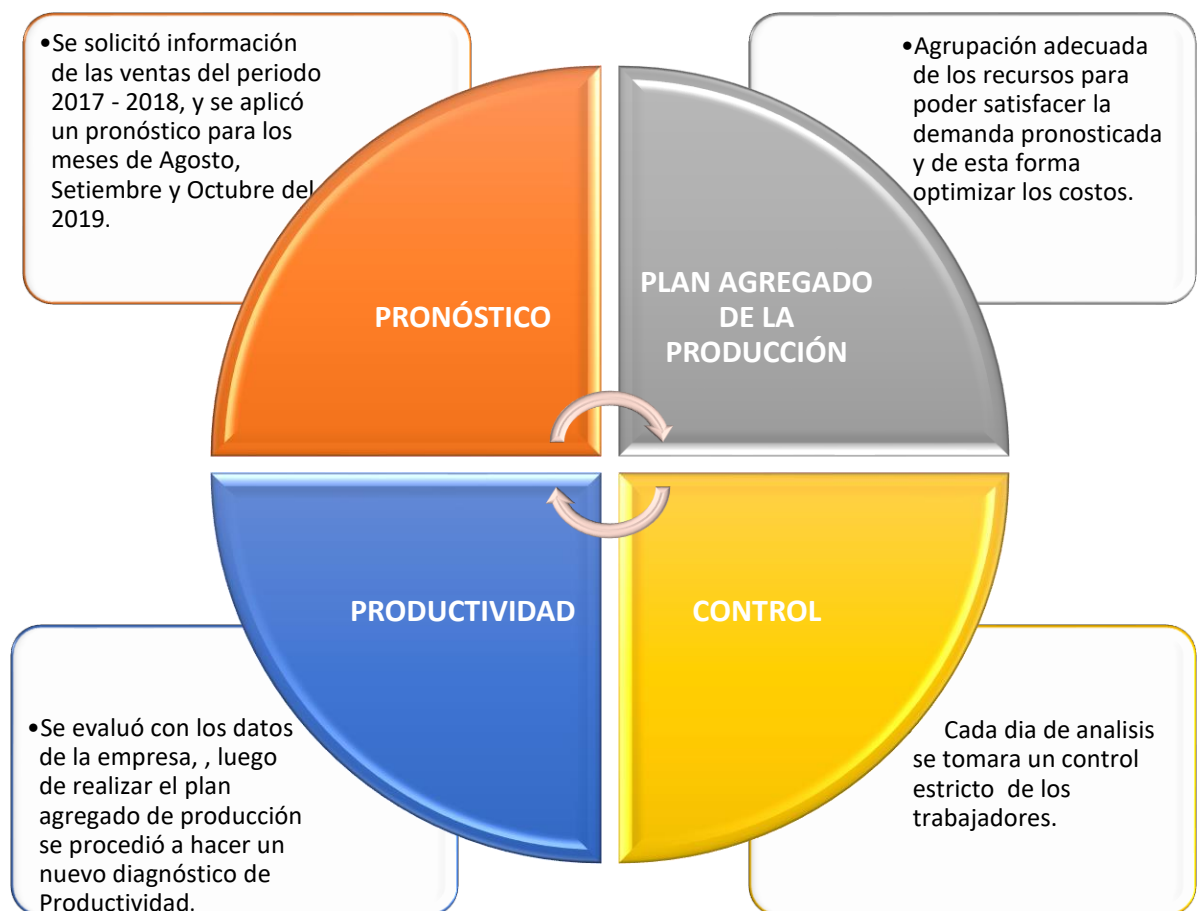 •Se solicitó información
de las ventas del periodo
2017 - 2018, y se aplicó
un pronóstico para los
meses de Agosto,
Setiembre y Octubre del
2019.
•Agrupación adecuada
de los recursos para
poder satisfacer la
demanda pronosticada
y de esta forma
optimizar los costos.
PRONÓSTICO
PLAN AGREGADO
DE LA
PRODUCCIÓN
PRODUCTIVIDAD
CONTROL
•Se evaluó con los datos
de la empresa, , luego
de realizar el plan
agregado de producción
se procedió a hacer un
nuevo diagnóstico de
Productividad.
Cada dia de analisis
se tomara un control
estricto de los
trabajadores.